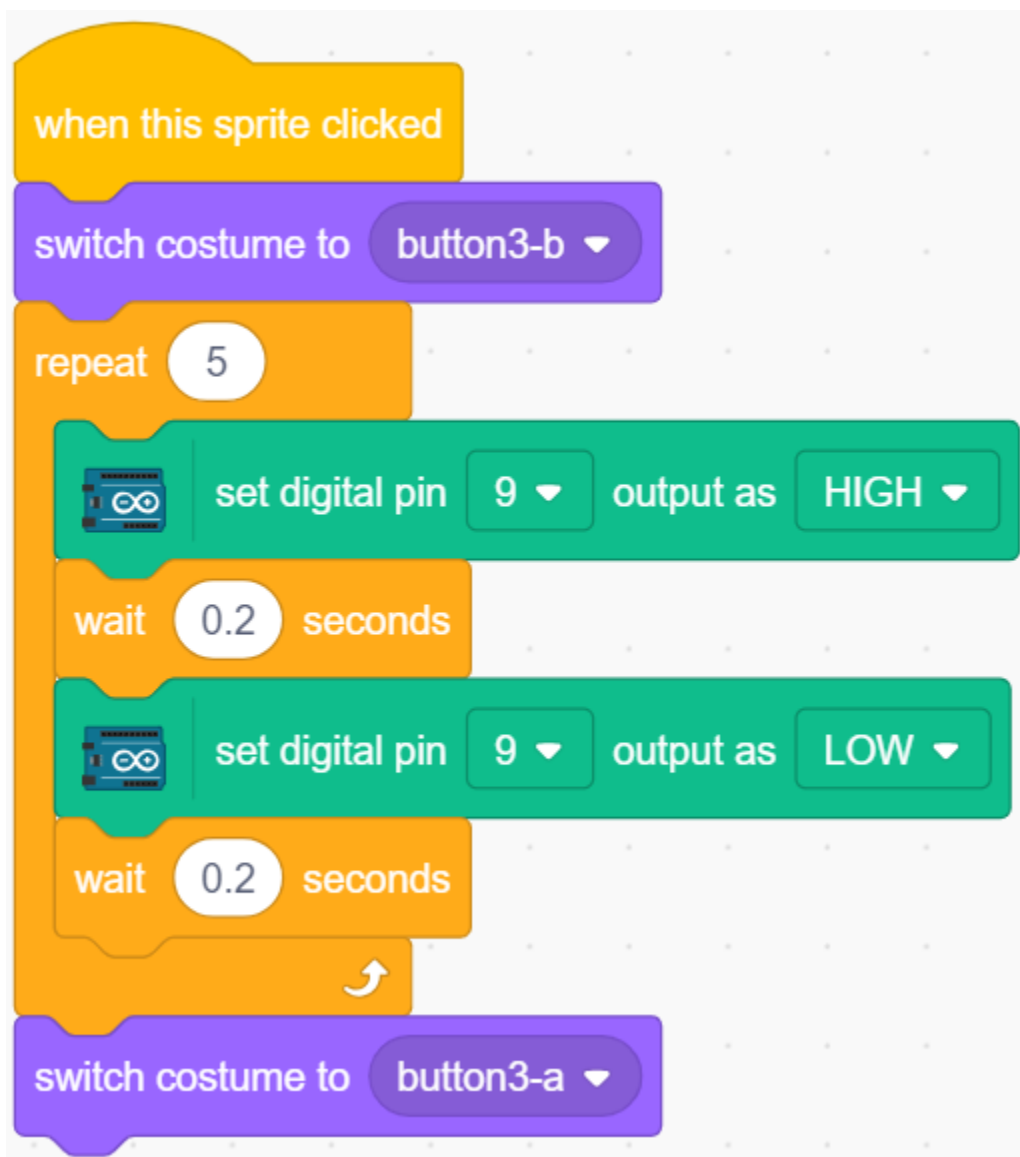 when this sprite clicked
switch costume to button3-b
repeat 5
set digital pin 9 output as HIGH
wait 0.2 seconds
set digital pin 9 output as LOW
wait 0.2 seconds
switch costume to button3-a